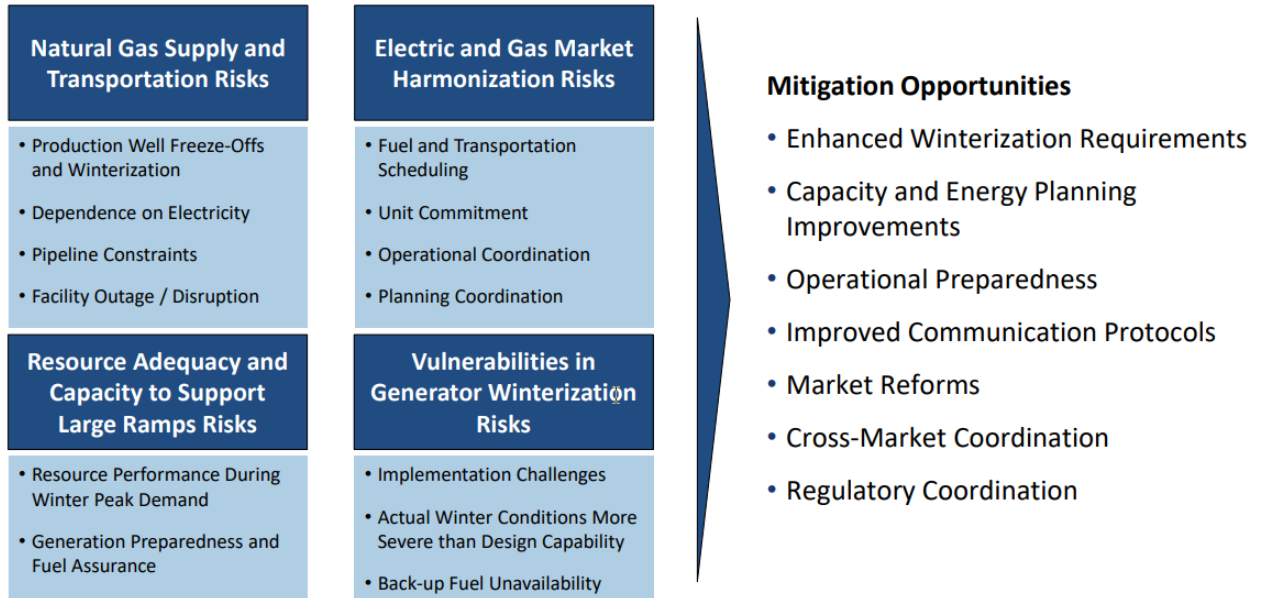 Natural Gas Supply and
Transportation Risks
• Production Well Freeze-Offs
and Winterization
• Dependence on Electricity
• Pipeline Constraints
• Facility Outage / Disruption
Electric and Gas Market
Harmonization Risks
• Fuel and Transportation
Scheduling
• Unit Commitment
• Operational Coordination
• Planning Coordination
Resource Adequacy and
Capacity to Support
Large Ramps Risks
• Resource Performance During
Winter Peak Demand
• Generation Preparedness and
Fuel Assurance
Vulnerabilities in
Generator Winterization
Risks
• Implementation Challenges
• Actual Winter Conditions More
Severe than Design Capability
• Back-up Fuel Unavailability
Mitigation Opportunities
• Enhanced Winterization Requirements
• Capacity and Energy Planning
Improvements
• Operational Preparedness
• Improved Communication Protocols
• Market Reforms
• Cross-Market Coordination
• Regulatory Coordination